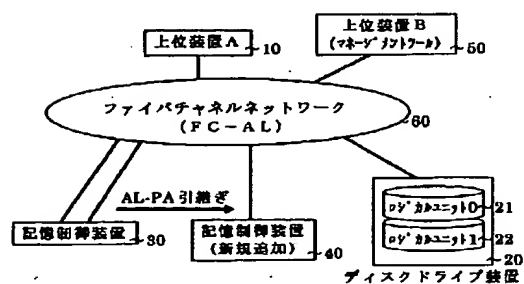 上位装置A
10
上位装置B
(マネージメントツール)
50
ファイバチャネルネットワーク
(FC-AL)
60
AL-PA引継ぎ
記憶制御装置
30
記憶制御装置
(新規追加)
40
ロジカルユニット0
21
ロジカルユニット1
22
20
ディスクドライブ装置